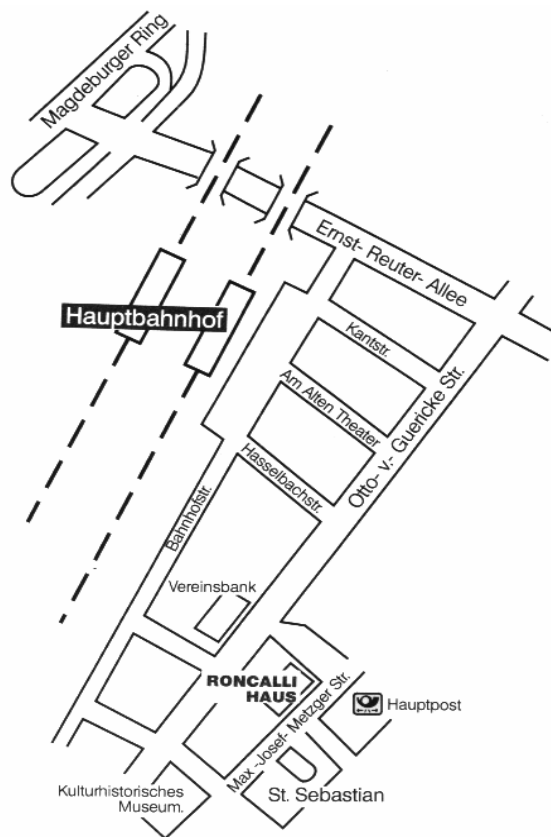 Magdeburger Ring
Ernst- Reuter- Allee
Hauptbahnhof
Kantstr.
Am Alten Theater
Otto- v.- Guericke Str.
Hasselbachstr.
Bahnhofstr.
Vereinsbank
RONCALLI
HAUS
Max -Josef- Metzger Str.
Hauptpost
Kulturhistorisches
Museum.
St. Sebastian